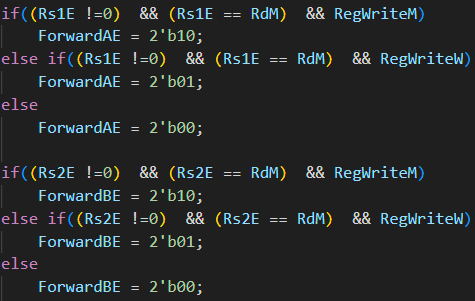 if((Rs1E !=0)  && (Rs1E == RdM)  && RegWriteM)
    ForwardAE = 2'b10;
else if((Rs1E !=0)  && (Rs1E == RdM)  && RegWriteW)
    ForwardAE = 2'b01;
else
    ForwardAE = 2'b00;

if((Rs2E !=0)  && (Rs2E == RdM)  && RegWriteM)
    ForwardBE = 2'b10;
else if((Rs2E !=0)  && (Rs2E == RdM)  && RegWriteW)
    ForwardBE = 2'b01;
else
    ForwardBE = 2'b00;